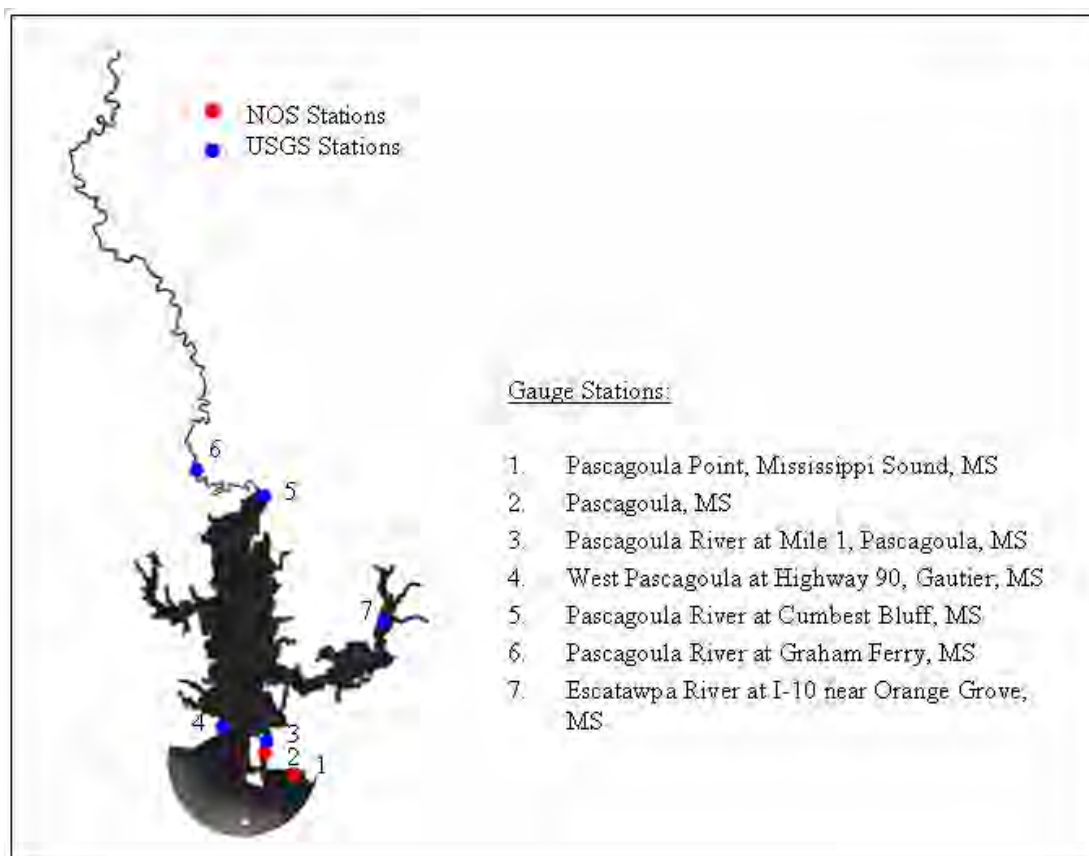 NOS Stations
USGS Stations
Gauge Stations:
6
5
7
4
3
2
1
1. Pascagoula Point, Mississippi Sound, MS
2. Pascagoula, MS
3. Pascagoula River at Mile 1, Pascagoula, MS
4. West Pascagoula at Highway 90, Gautier, MS
5. Pascagoula River at Cumbest Bluff, MS
6. Pascagoula River at Graham Ferry, MS
7. Escatawpa River at I-10 near Orange Grove,
MS